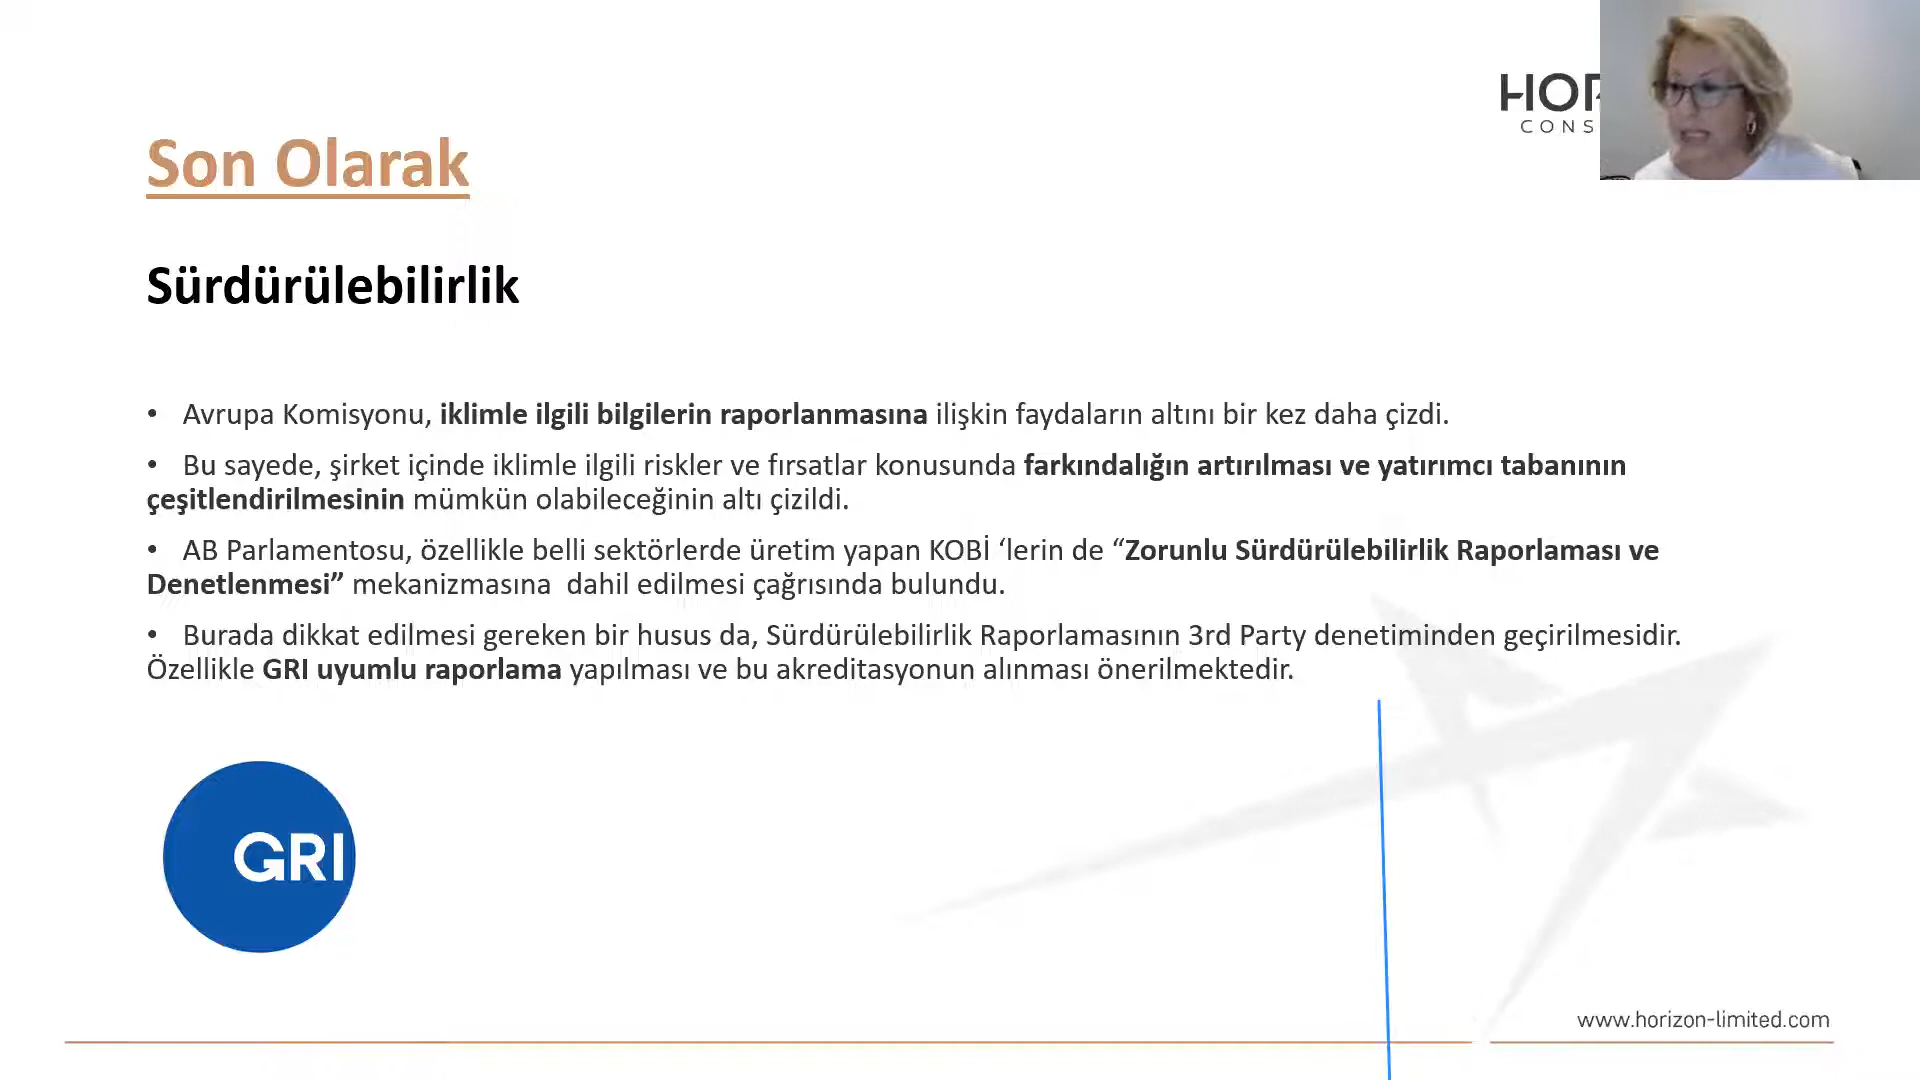 HOR
CONS
Son Olarak
Sürdürülebilirlik
• Avrupa Komisyonu, iklimle ilgili bilgilerin raporlanmasına ilişkin faydaların altını bir kez daha çizdi.
• Bu sayede, şirket içinde iklimle ilgili riskler ve fırsatlar konusunda farkındalığın artırılması ve yatırımcı tabanının
çeşitlendirilmesinin mümkün olabileceğinin altı çizildi.
• AB Parlamentosu, özellikle belli sektörlerde üretim yapan KOBİ ‘lerin de “Zorunlu Sürdürülebilirlik Raporlaması ve
Denetlenmesi” mekanizmasına  dahil edilmesi çağrısında bulundu.
• Burada dikkat edilmesi gereken bir husus da, Sürdürülebilirlik Raporlamasının 3rd Party denetiminden geçirilmesidir.
Özellikle GRI uyumlu raporlama yapılması ve bu akreditasyonun alınması önerilmektedir.
GRI
www.horizon-limited.com